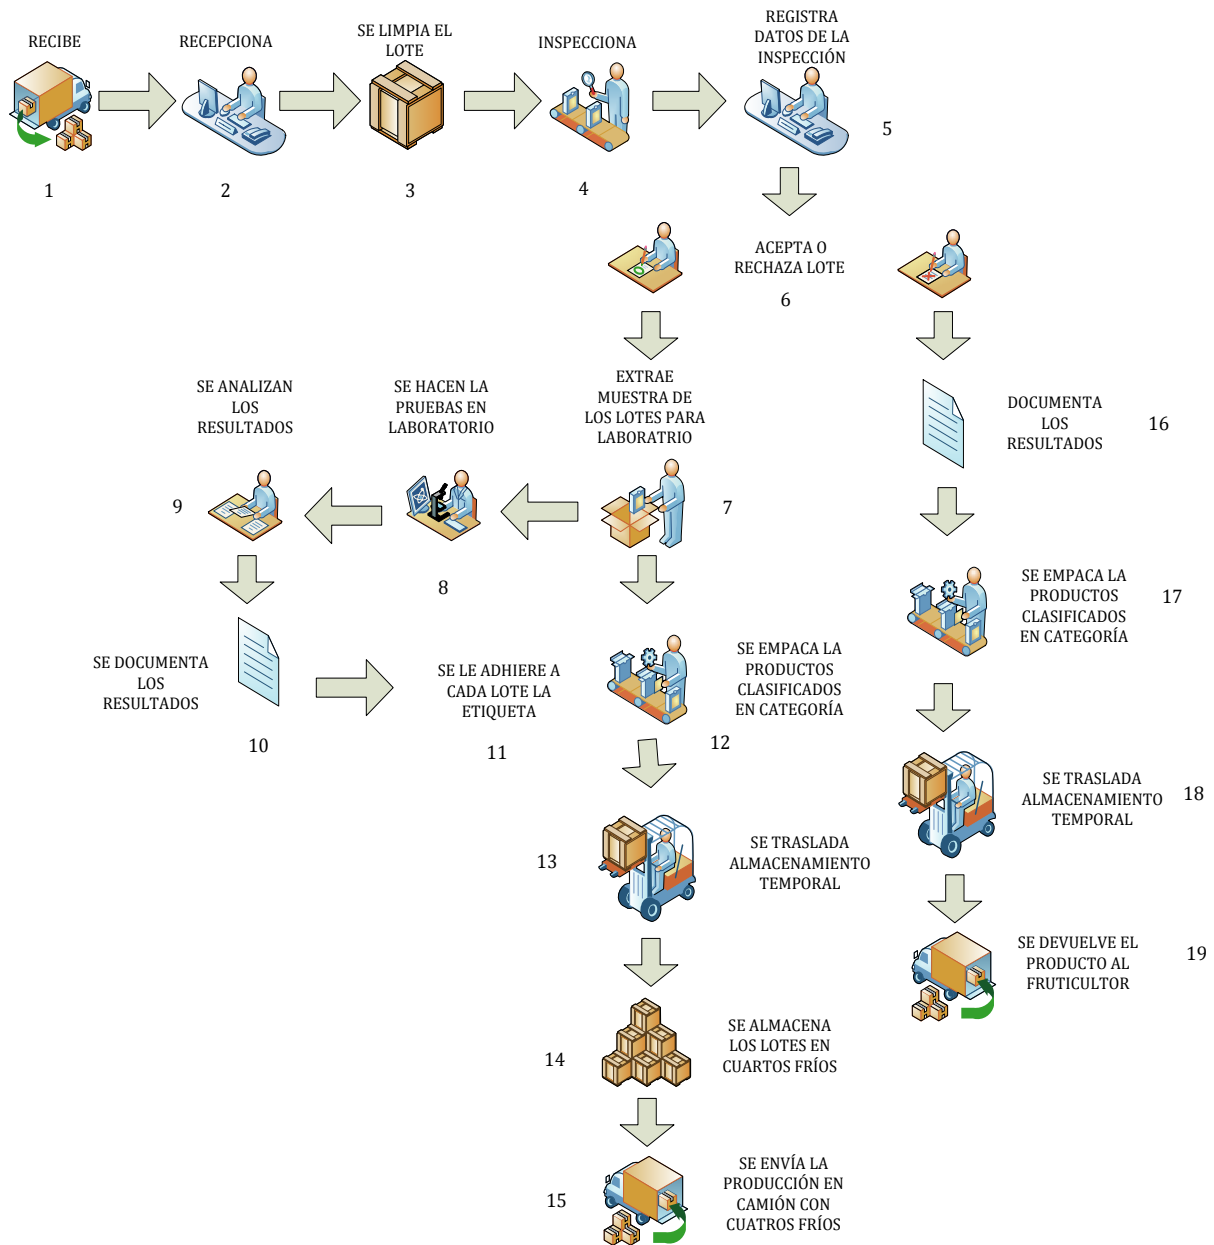 RECIBE
1
RECEPCIONA
2
SE LIMPIA EL
LOTE
3
INSPECCIONA
4
REGISTRA
DATOS DE LA
INSPECCIÓN
5
ACEPTA O
RECHAZA LOTE
6
EXTRAE
MUESTRA DE
LOS LOTES PARA
LABORATRIO
7
SE HACEN LA
PRUEBAS EN
LABORATORIO
8
SE ANALIZAN
LOS
RESULTADOS
9
SE DOCUMENTA
LOS
RESULTADOS
10
SE LE ADHIERE A
CADA LOTE LA
ETIQUETA
11
SE EMPACA LA
PRODUCTOS
CLASIFICADOS
EN CATEGORÍA
12
13
SE TRASLADA
ALMACENAMIENTO
TEMPORAL
14
SE ALMACENA
LOS LOTES EN
CUARTOS FRÍOS
15
SE ENVÍA LA
PRODUCCIÓN EN
CAMIÓN CON
CUATROS FRÍOS
DOCUMENTA
LOS
RESULTADOS
16
SE EMPACA LA
PRODUCTOS
CLASIFICADOS
EN CATEGORÍA
17
SE TRASLADA
ALMACENAMIENTO
TEMPORAL
18
SE DEVUELVE EL
PRODUCTO AL
FRUTICULTOR
19